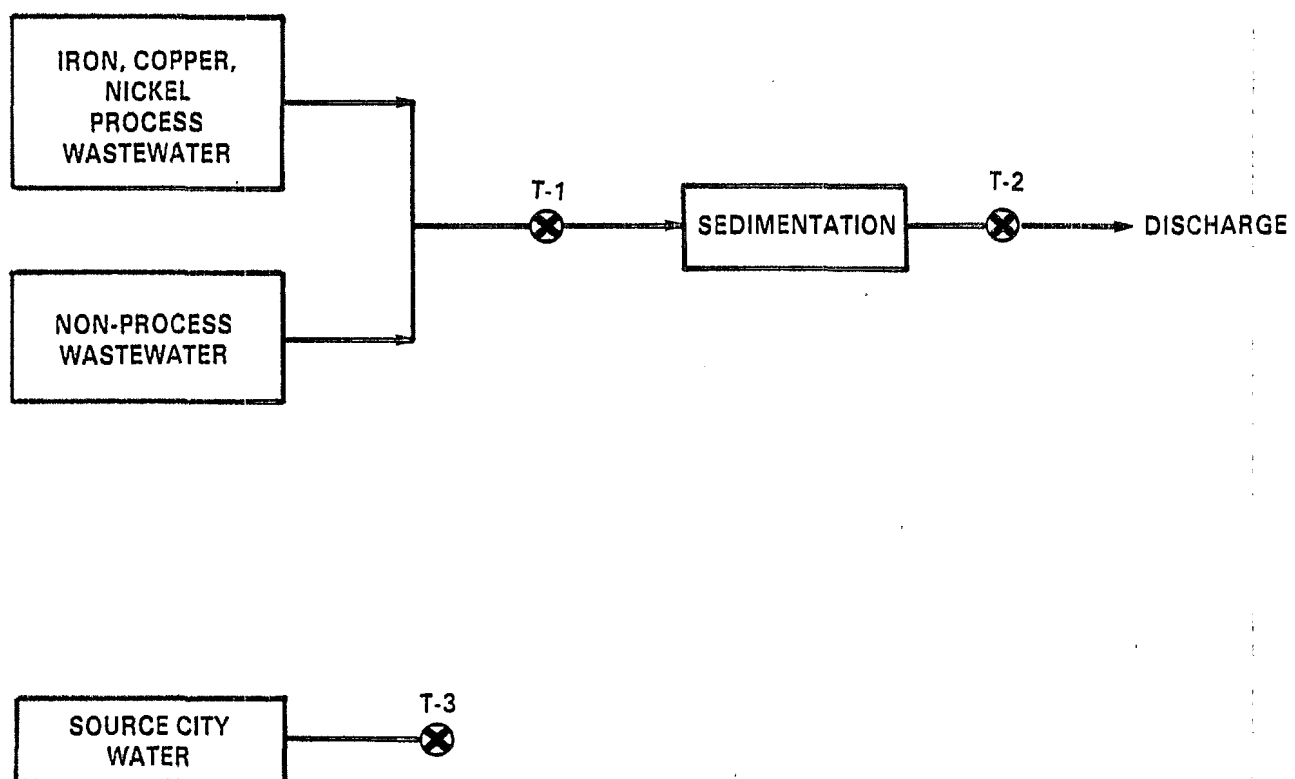 IRON, COPPER,
NICKEL
PROCESS
WASTEWATER
T-1
SEDIMENTATION
T-2
DISCHARGE
NON-PROCESS
WASTEWATER
T-3
SOURCE CITY
WATER